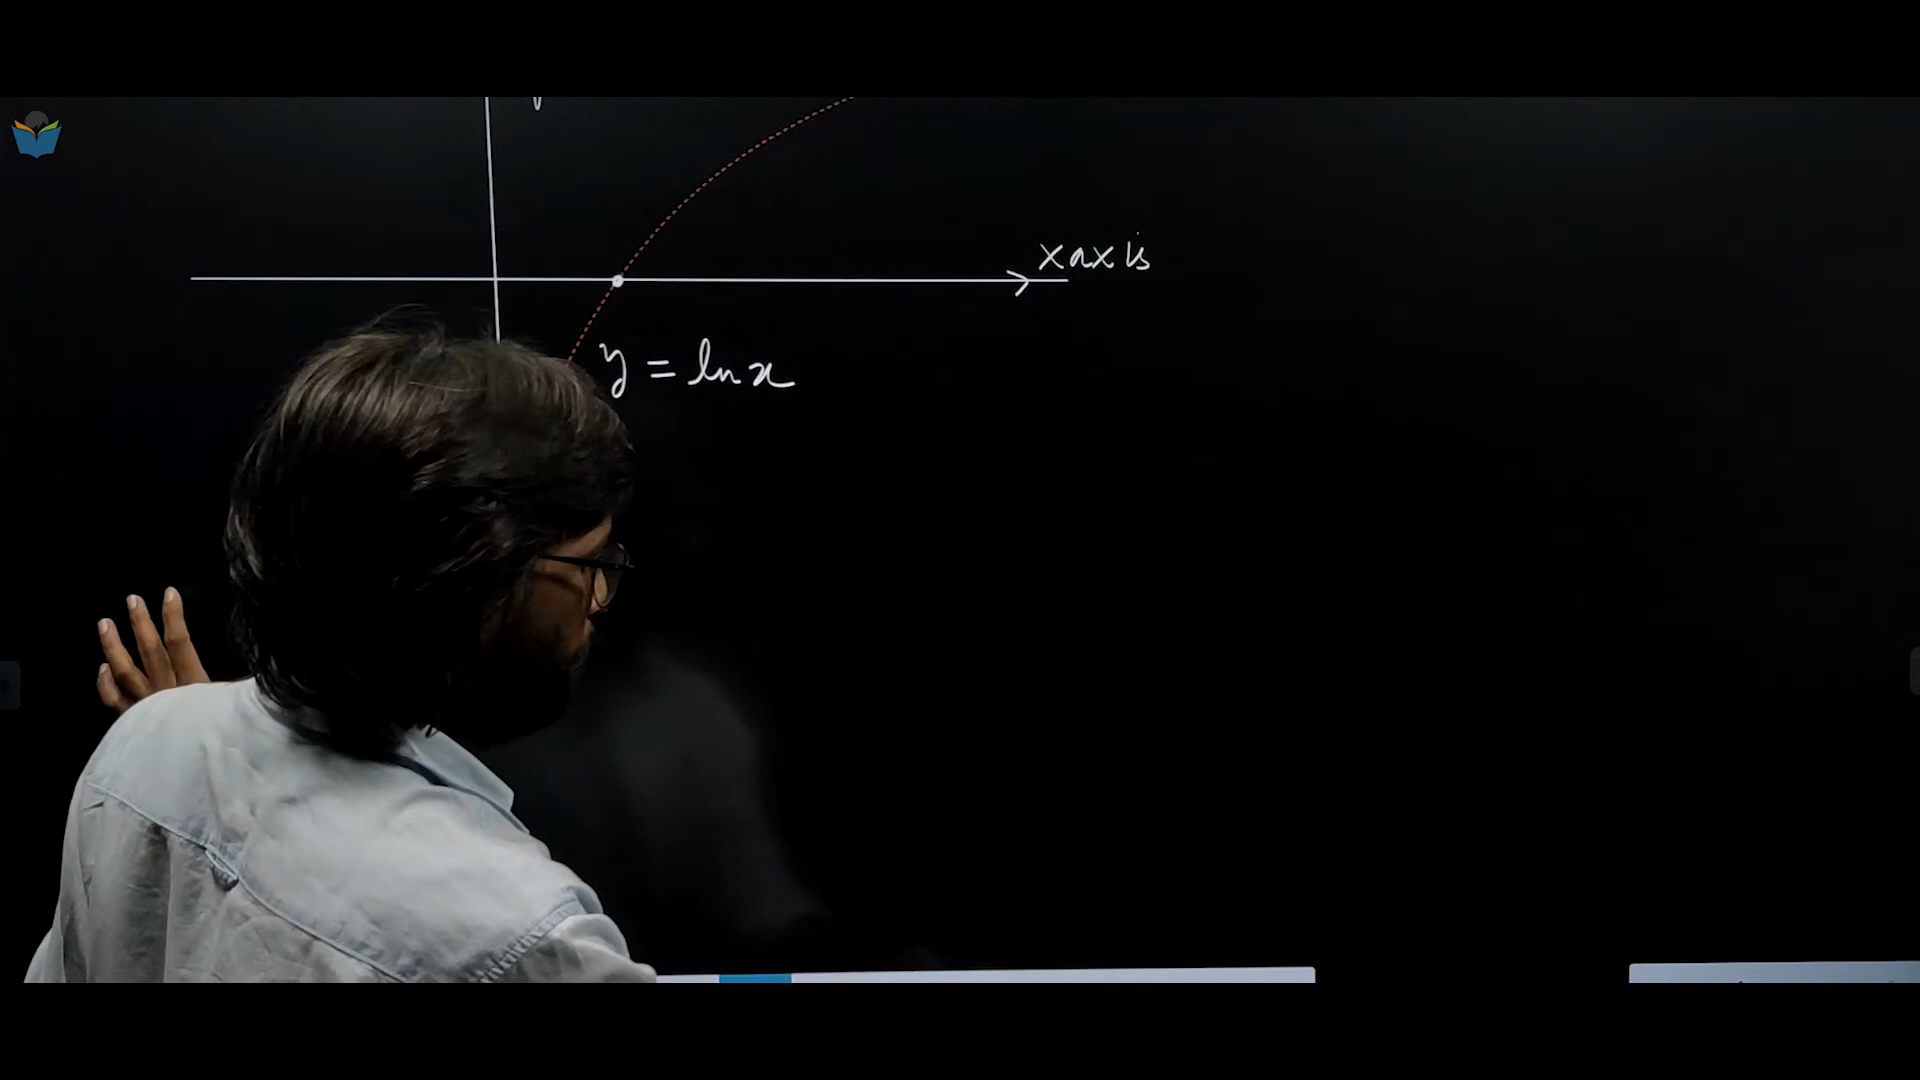 x axis
y = ln x